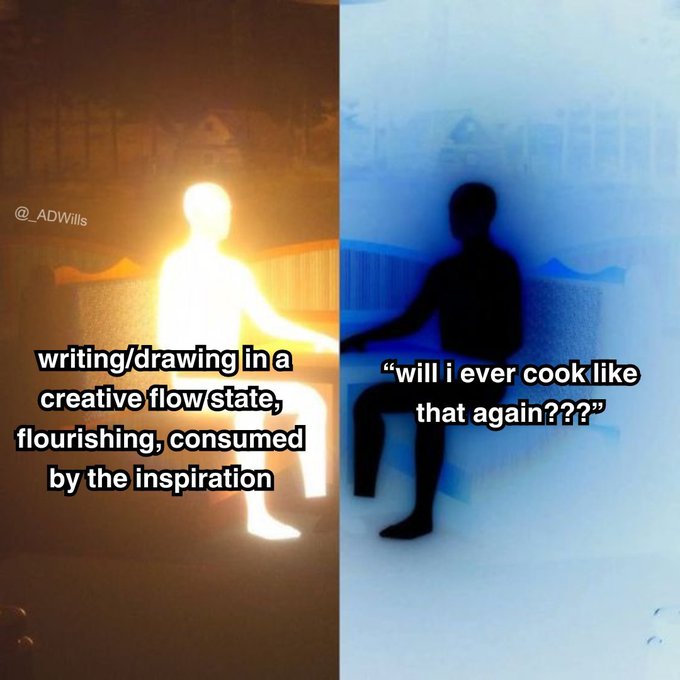 @_ADWills
writing/drawing in a
creative flow state,
flourishing, consumed
by the inspiration
“will i ever cook like
that again???”